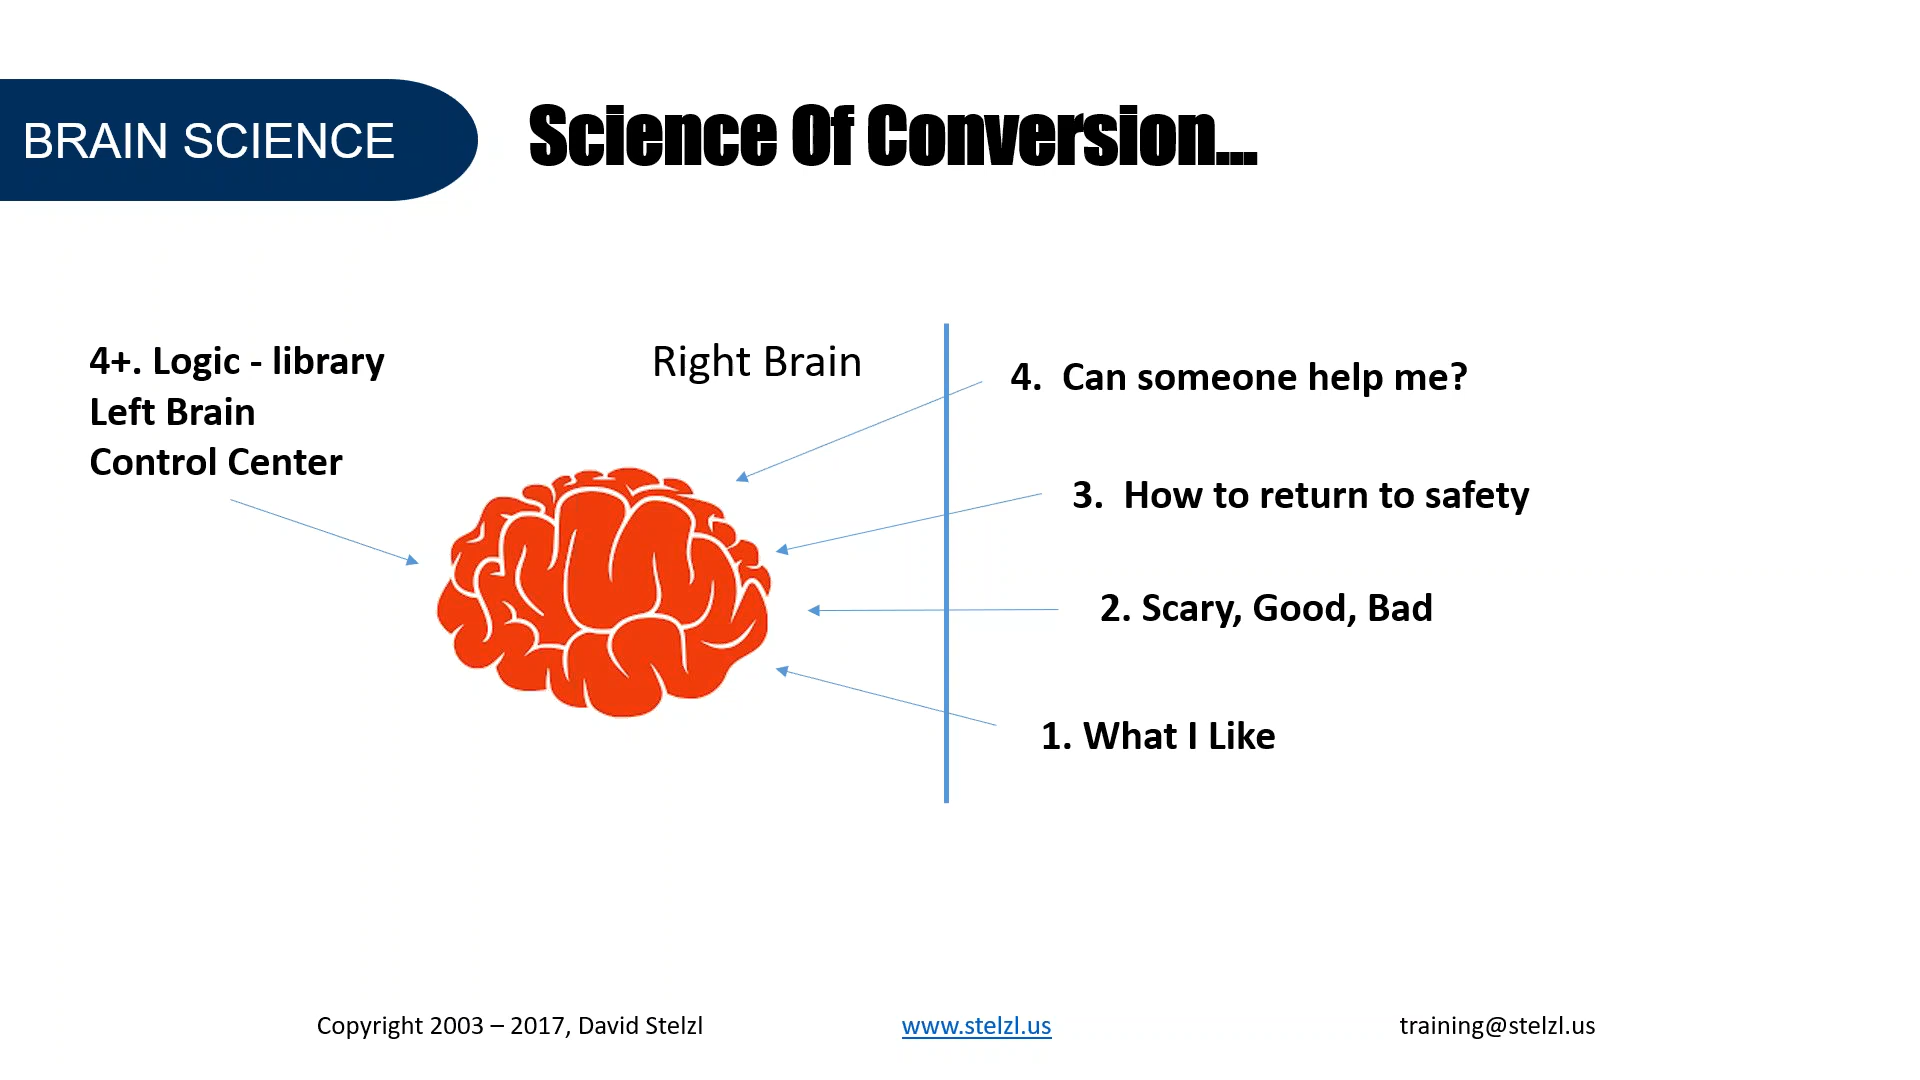 BRAIN SCIENCE
Science Of Conversion...
4+. Logic - library
Left Brain
Control Center
Right Brain
4. Can someone help me?
3. How to return to safety
2. Scary, Good, Bad
1. What I Like
Copyright 2003 – 2017, David Stelzl
www.stelzl.us
training@stelzl.us